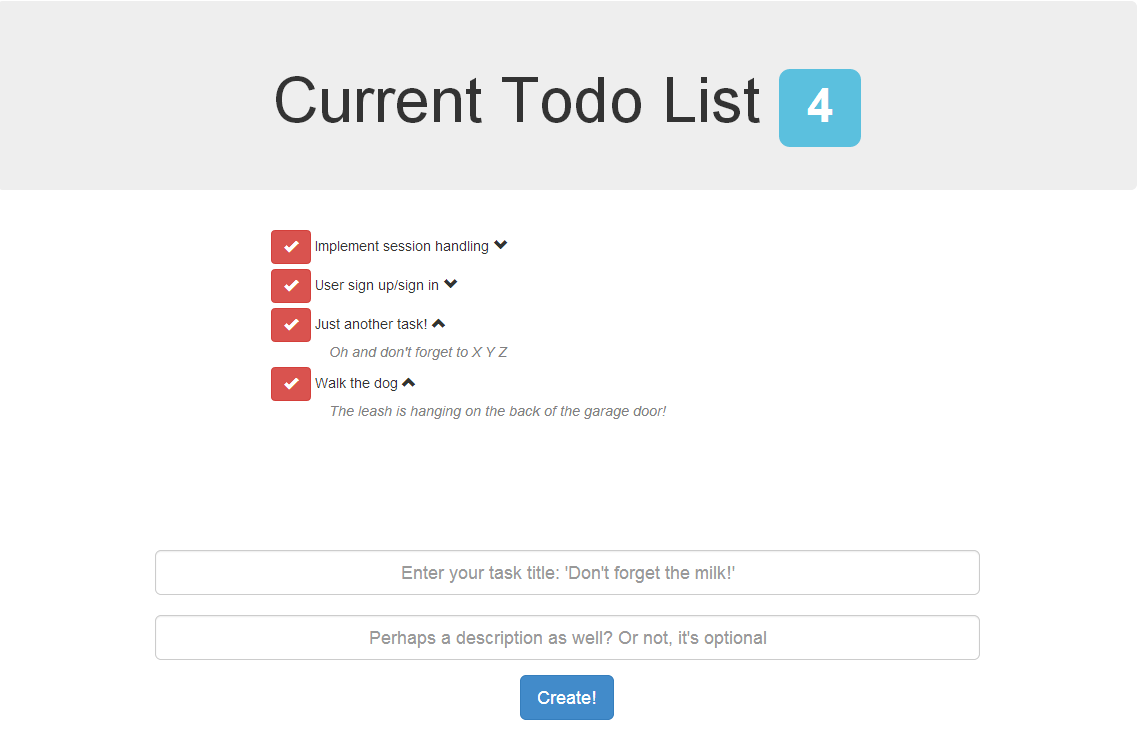 Current Todo List 4
Implement session handling
User sign up/sign in
Just another task!
Oh and don't forget to X Y Z
Walk the dog
The leash is hanging on the back of the garage door!
Enter your task title: 'Don't forget the milk!'
Perhaps a description as well? Or not, it's optional
Create!